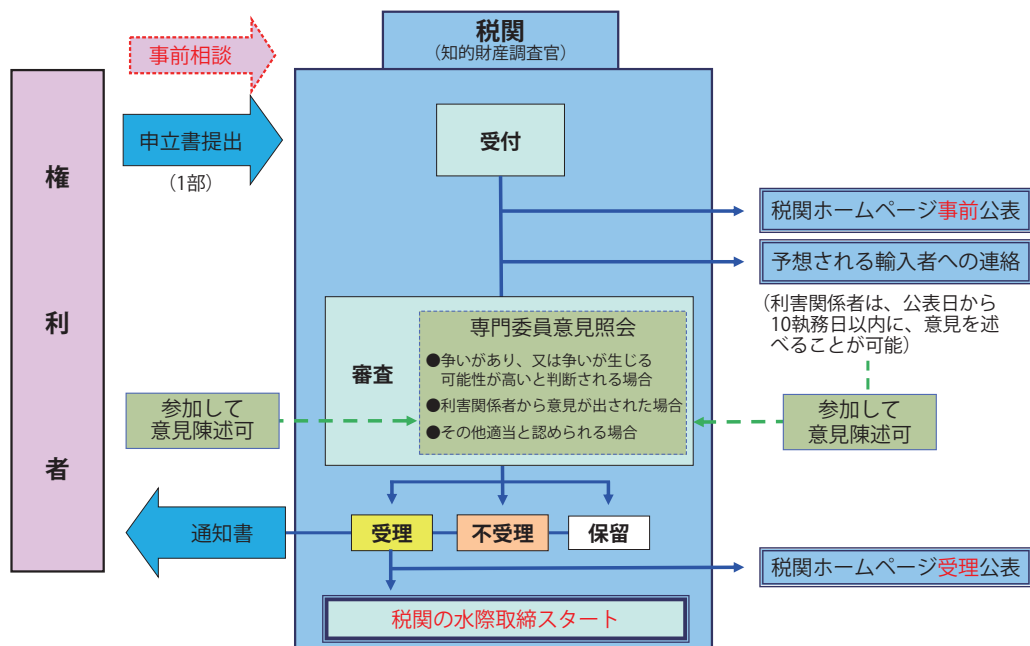 税関
（知的財産調査官）
事前相談
権利者
申立書提出
（1部）
受付
税関ホームページ事前公表
予想される輸入者への連絡
（利害関係者は、公表日から
10執務日以内に、意見を述
べることが可能）
審査
専門委員意見照会
●争いがあり、又は争いが生じる
可能性が高いと判断される場合
●利害関係者から意見が出された場合
●その他適当と認められる場合
参加して
意見陳述可
参加して
意見陳述可
通知書
受理
不受理
保留
税関ホームページ受理公表
税関の水際取締スタート